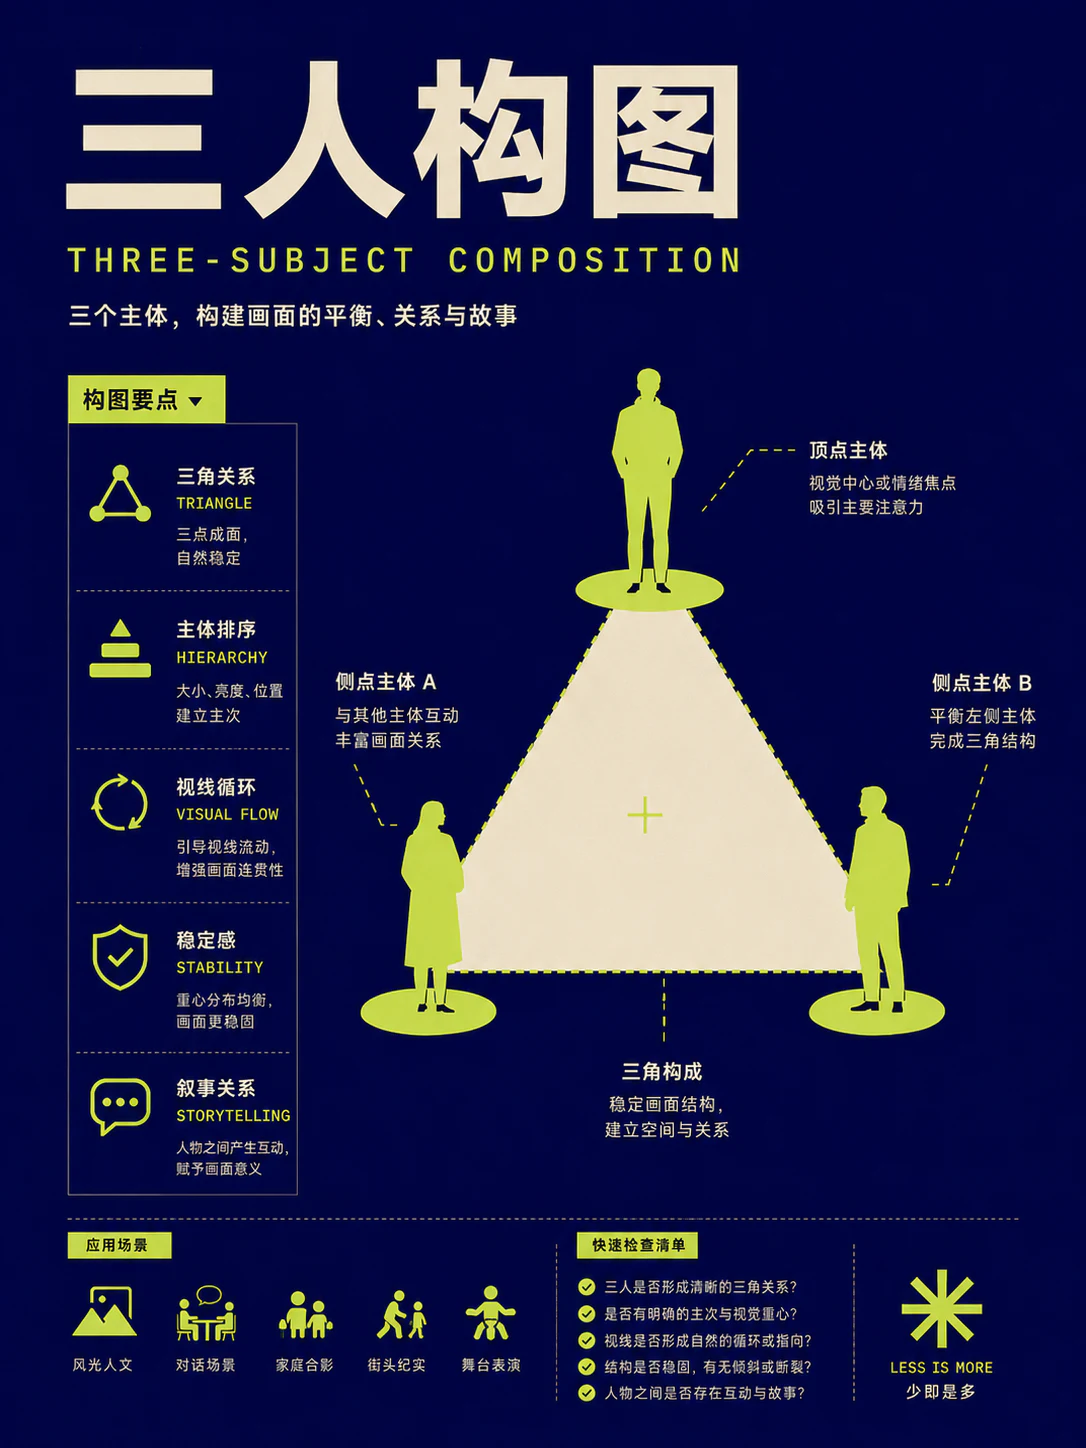 三人构图
THREE-SUBJECT COMPOSITION
三个主体，构建画面的平衡、关系与故事
构图要点
三角关系
TRIANGLE
三点成面，
自然稳定
主体排序
HIERARCHY
大小、亮度、位置
建立主次
视线循环
VISUAL FLOW
引导视线流动，
增强画面连贯性
稳定感
STABILITY
重心分布均衡，
画面更稳固
叙事关系
STORYTELLING
人物之间产生互动，
赋予画面意义
顶点主体
视觉中心或情绪焦点
吸引主要注意力
侧点主体 A
与其他主体互动
丰富画面关系
侧点主体 B
平衡左侧主体
完成三角结构
三角构成
稳定画面结构，
建立空间与关系
应用场景
风光人文
对话场景
家庭合影
街头纪实
舞台表演
快速检查清单
三人是否形成清晰的三角关系？
是否有明确的主次与视觉重心？
视线是否形成自然的循环或指向？
结构是否稳固，有无倾斜或断裂？
人物之间是否存在互动与故事？
LESS IS MORE
少即是多